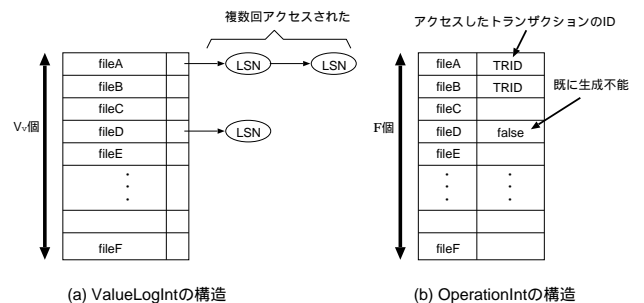 複数回アクセスされた
fileA
LSN
LSN
fileB
fileC
fileD
LSN
fileE
fileF
Vv個
(a) ValueLogIntの構造
アクセスしたトランザクションのID
fileA TRID
fileB TRID
既に生成不能
fileC
fileD false
fileE
fileF
F個
(b) OperationIntの構造